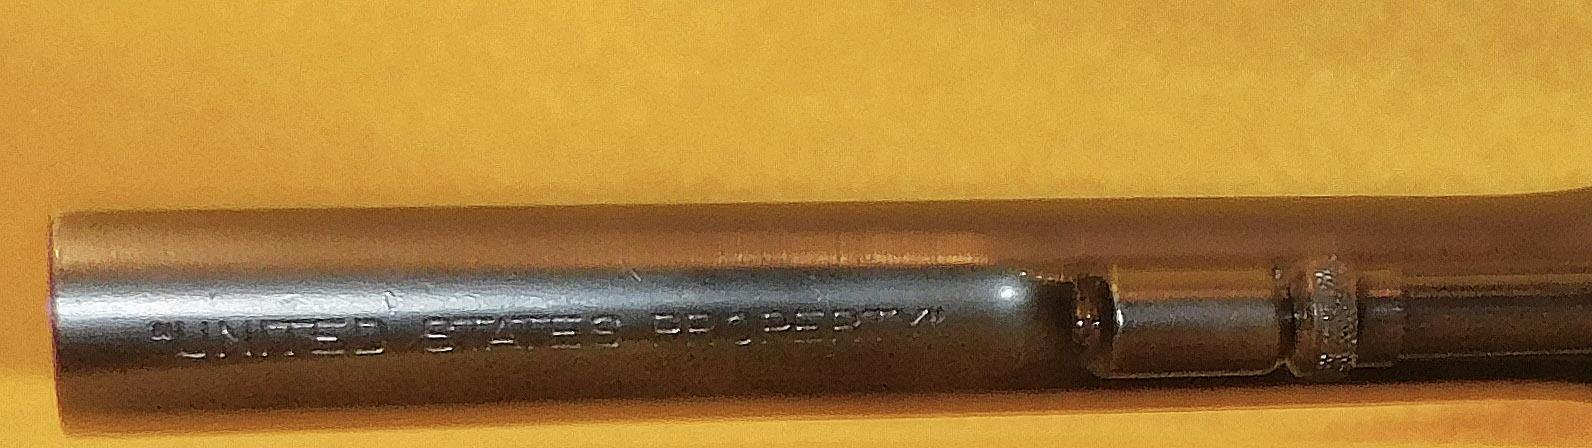 "UNITED STATES PROPERTY"